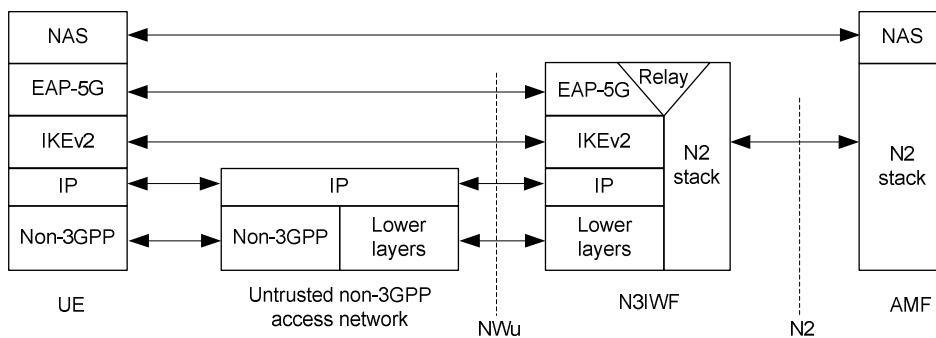 NAS
EAP-5G
IKEv2
IP
Non-3GPP
UE
IP
Non-3GPP
Lower
layers
Untrusted non-3GPP
access network
NWu
EAP-5G
Relay
IKEv2
IP
Lower
layers
N2
stack
N3IWF
N2
NAS
N2
stack
AMF